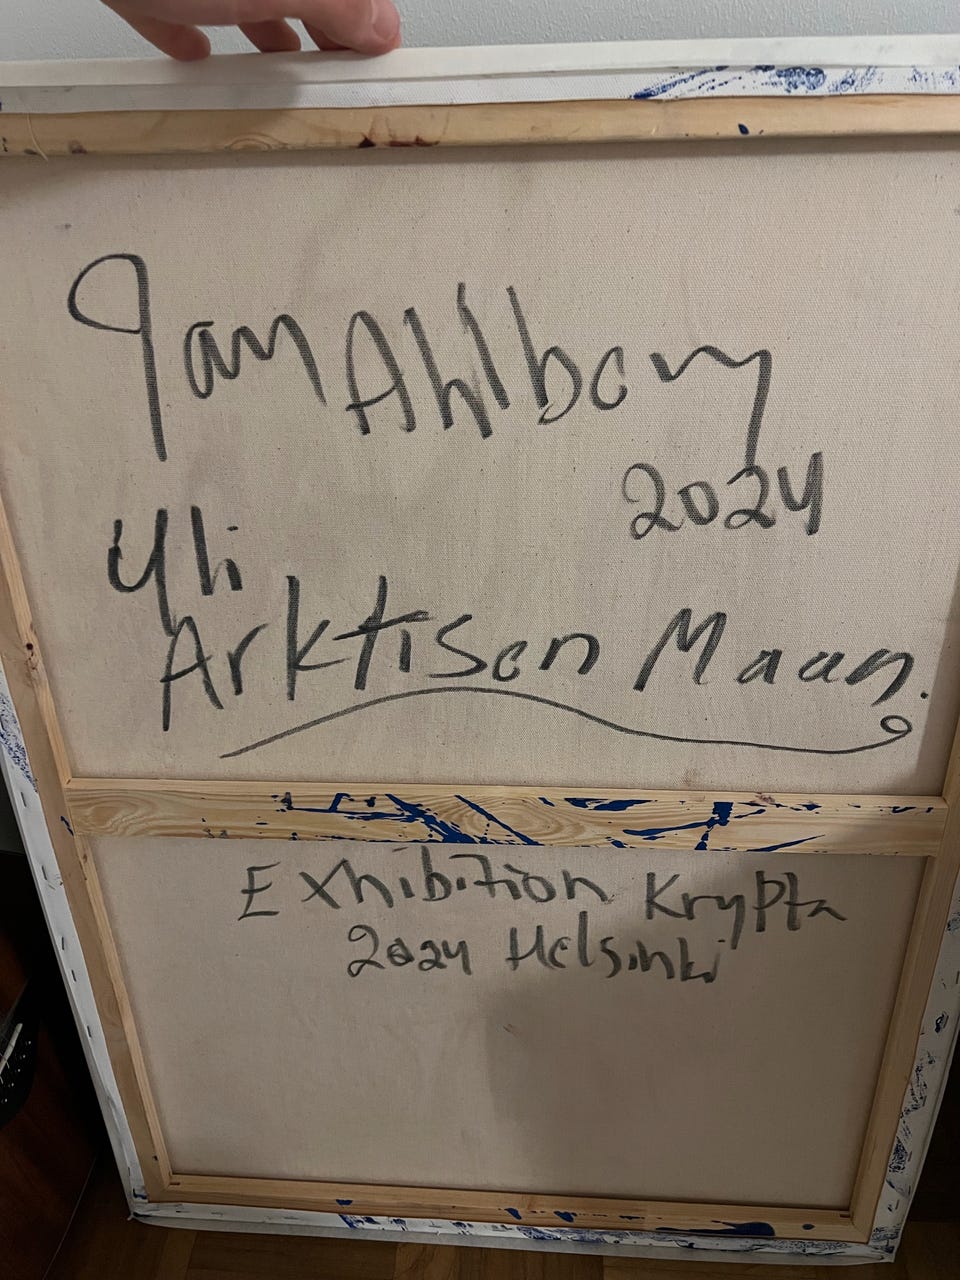 Jan Ahlberg
2024
Yli
Arktisen Maan.
Exhibition Krypta
2024 Helsinki